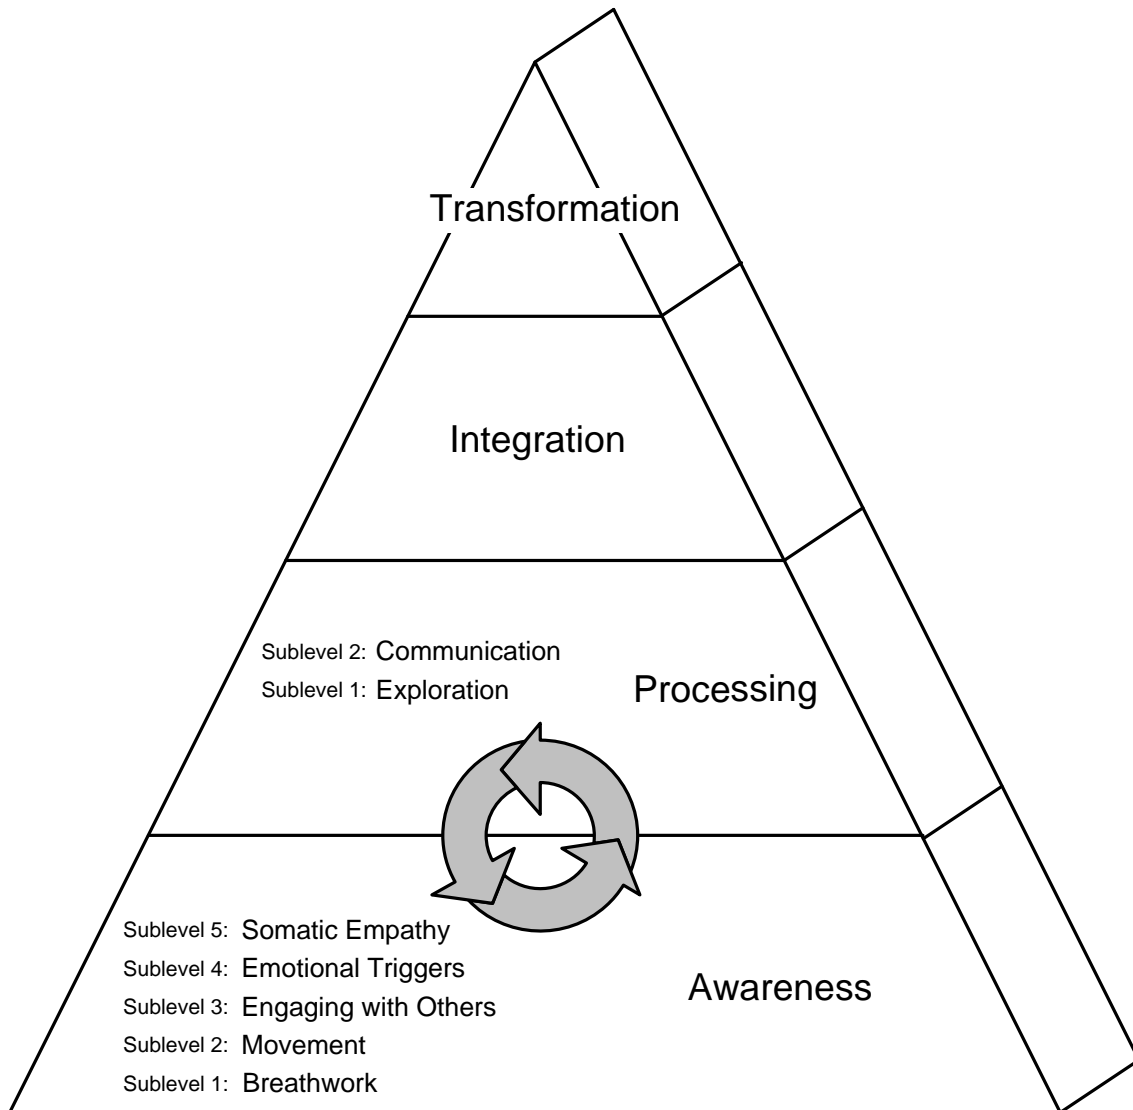 Transformation
Integration
Sublevel 2: Communication
Sublevel 1: Exploration
Processing
Sublevel 5: Somatic Empathy
Sublevel 4: Emotional Triggers
Sublevel 3: Engaging with Others
Sublevel 2: Movement
Sublevel 1: Breathwork
Awareness